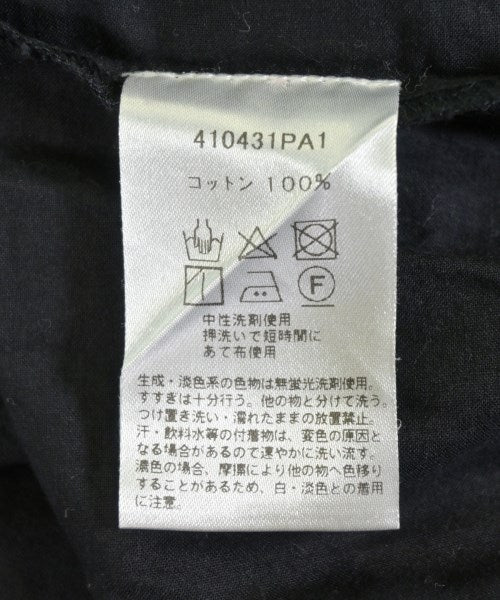 410431PA1
コットン 100%
F
中性洗剤使用
押洗いで短時間に
あて布使用
生成・淡色系の色物は無蛍光洗剤使用。
すすぎは十分行う。他の物と分けて洗う。
つけ置き洗い・濡れたままの放置禁止。
汗・飲料水等の付着物は、変色の原因と
なる場合があるので速やかに洗い流す。
濃色の場合、摩擦により他の物へ色移り
することがあるため、白・淡色との着用
に注意。